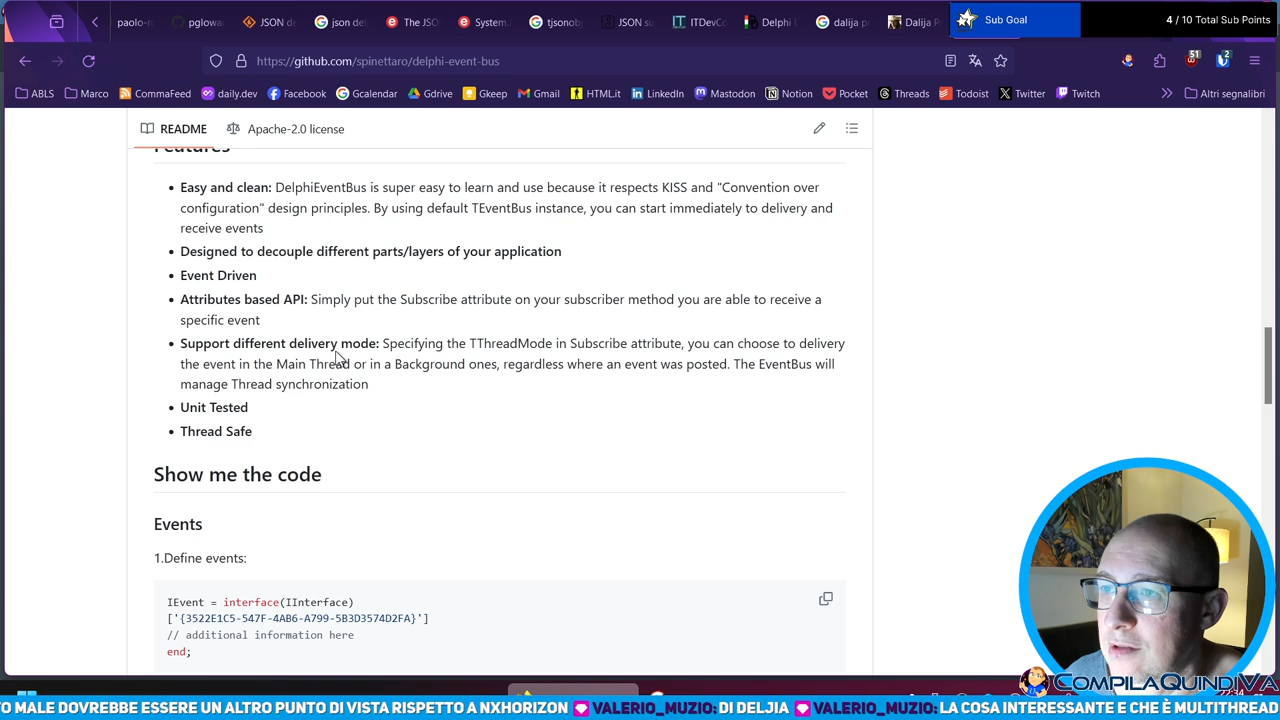 paolo-ro
pglowa
JSON de
json del
The JSO
System.
tjsonobj
JSON su
ITDevCo
Delphi D
dalija pr
Dalija P
Sub Goal
4 / 10 Total Sub Points
https://github.com/spinettaro/delphi-event-bus
51
2
ABLS
Marco
CommaFeed
daily.dev
Facebook
Gcalendar
Gdrive
Gkeep
Gmail
HTML.it
LinkedIn
Mastodon
Notion
Pocket
Threads
Todoist
Twitter
Twitch
Altri segnalibri
README
Apache-2.0 license
Features
• Easy and clean: DelphiEventBus is super easy to learn and use because it respects KISS and "Convention over
configuration" design principles. By using default TEventBus instance, you can start immediately to delivery and
receive events
• Designed to decouple different parts/layers of your application
• Event Driven
• Attributes based API: Simply put the Subscribe attribute on your subscriber method you are able to receive a
specific event
• Support different delivery mode: Specifying the TThreadMode in Subscribe attribute, you can choose to delivery
the event in the Main Thread or in a Background ones, regardless where an event was posted. The EventBus will
manage Thread synchronization
• Unit Tested
• Thread Safe
Show me the code
Events
1.Define events:
IEvent = interface(IInterface)
['{3522E1C5-547F-4AB6-A799-5B3D3574D2FA}']
// additional information here
end;
COMPILAQUINDIVA
TO MALE DOVREBBE ESSERE UN ALTRO PUNTO DI VISTA RISPETTO A NXHORIZON VALERIO_MUZIO: DI DELJIA VALERIO_MUZIO: LA COSA INTERESSANTE E CHE È MULTITHREAD